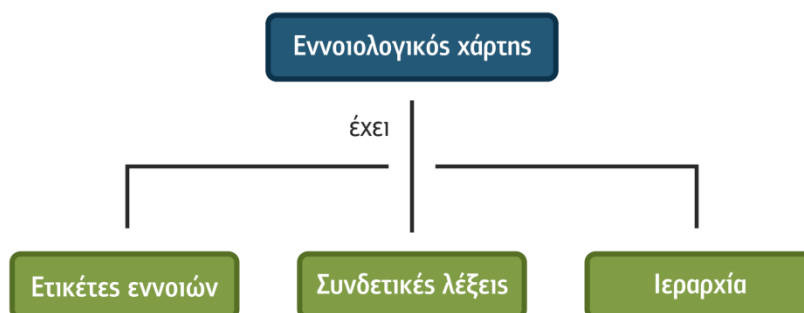 Εννοιολογικός χάρτης
έχει
Ετικέτες εννοιών
Συνδετικές λέξεις
Ιεραρχία